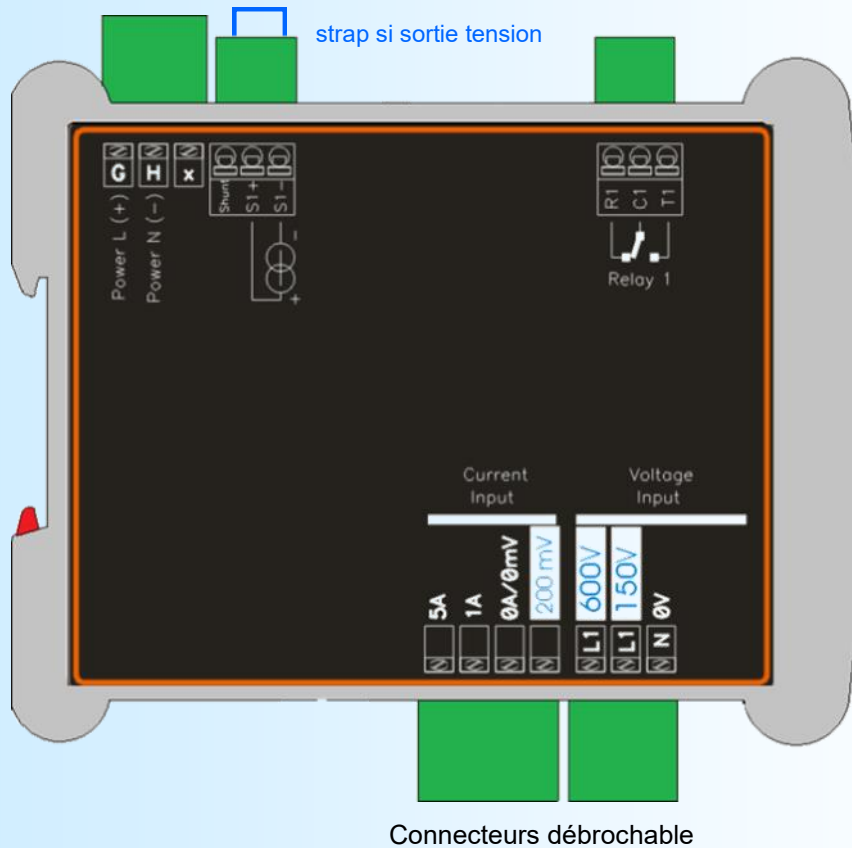 strap si sortie tension
G H x
Shunt S1+ S1-
R1 C1 T1
Power L (+)
Power N (-)
-
+
Relay 1
Current
Input
Voltage
Input
5A 1A 0A/0mV 200 mV 600V 150V 0V
L1 L1 N
Connecteurs débrochable